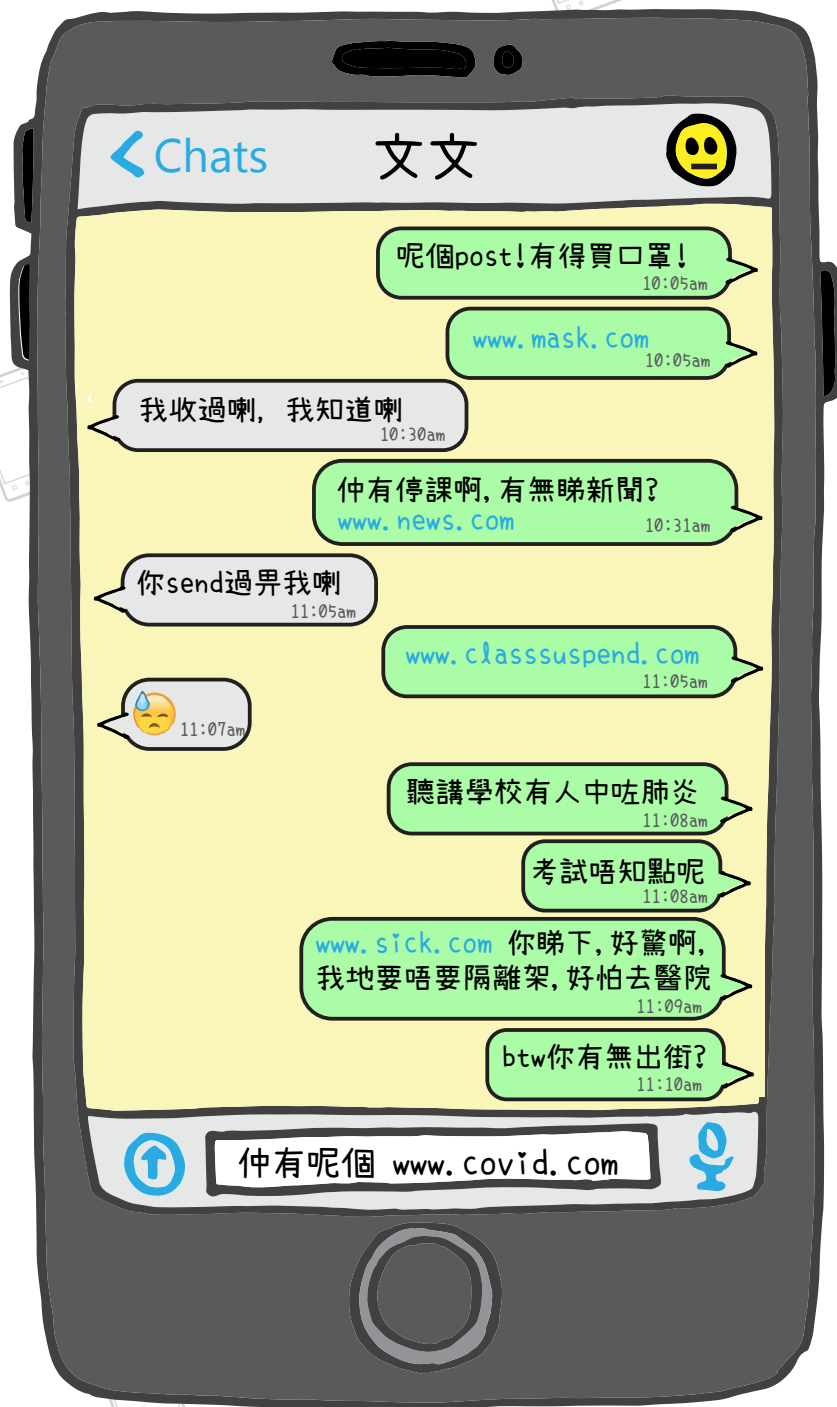 Chats
文文
呢個post!有得買口罩!
10:05am
www.mask.com
10:05am
我收過喇, 我知道喇
10:30am
仲有停課啊,有無睇新聞?
www.news.com
10:31am
你send過畀我喇
11:05am
www.classsuspend.com
11:05am
11:07am
聽講學校有人中咗肺炎
11:08am
考試唔知點呢
11:08am
www.sick.com 你睇下,好驚啊,
我地要唔要隔離架,好怕去醫院
11:09am
btw你有無出街?
11:10am
仲有呢個 www.covid.com